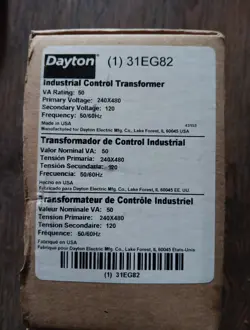 Dayton® (1) 31EG82
Industrial Control Transformer
VA Rating: 50
Primary Voltage: 240X480
Secondary Voltage: 120
Frequency: 50/60Hz
Made in USA
Manufactured for Dayton Electric Mfg. Co., Lake Forest, IL 60045 USA
Transformador de Control Industrial
Valor Nominal VA: 50
Tensión Primaria: 240X480
Tensión Secundaria: 120
Frecuencia: 50/60Hz
Hecho en USA
Fabricado para Dayton Electric Mfg. Co., Lake Forest, IL 60045 EE. UU.
Transformateur de Contrôle Industriel
Valeur Nominale VA: 50
Tension Primaire: 240X480
Tension Secondaire: 120
Frequency: 50/60Hz
Fabriqué en USA
Fabriqué pour Dayton Electric Mfg. Co., Lake Forest, IL 60045 États-Unis
(1) 31EG82